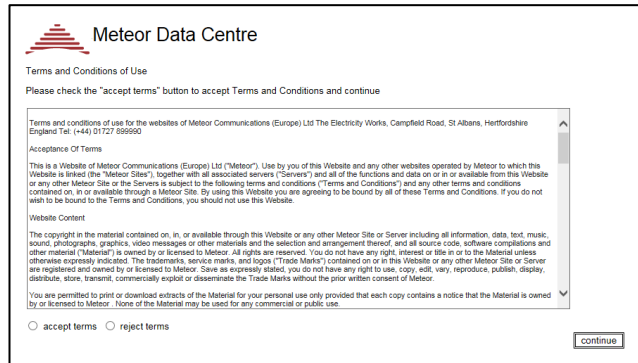 Meteor Data Centre
Terms and Conditions of Use
Please check the "accept terms" button to accept Terms and Conditions and continue
Terms and conditions of use for the websites of Meteor Communications (Europe) Ltd The Electricity Works, Campfield Road, St Albans, Hertfordshire
England Tel: (+44) 01727 899990
Acceptance Of Terms
This is a Website of Meteor Communications (Europe) Ltd ("Meteor"). Use by you of this Website and any other websites operated by Meteor to which this
Website is linked (the "Meteor Sites"), together with all associated servers ("Servers") and all of the functions and data on or in or available from this Website
or any other Meteor Site or the Servers is subject to the following terms and conditions ("Terms and Conditions") and any other terms and conditions
contained on, in or available through a Meteor Site. By using this Website you are agreeing to be bound by all of these Terms and Conditions. If you do not
wish to be bound to the Terms and Conditions, you should not use this Website.
Website Content
The copyright in the material contained on, in, or available through this Website or any other Meteor Site or Server including all information, data, text, music,
sound, photographs, graphics, video messages or other materials and the selection and arrangement thereof, and all source code, software compilations and
other material ("Material") is owned by or licensed to Meteor. All rights are reserved. You do not have any right, interest or title in or to the Material unless
otherwise expressly indicated. The trademarks, service marks, and logos ("Trade Marks") contained on or in this Website or any other Meteor Site or Server
are registered and owned by or licensed to Meteor. Save as expressly stated, you do not have any right to use, copy, edit, vary, reproduce, publish, display,
distribute, store, transmit, commercially exploit or disseminate the Trade Marks without the prior written consent of Meteor.
You are permitted to print or download extracts of the Material for your personal use only provided that each copy contains a notice that the Material is owned
by or licensed to Meteor . None of the Material may be used for any commercial or public use.
accept terms reject terms
continue